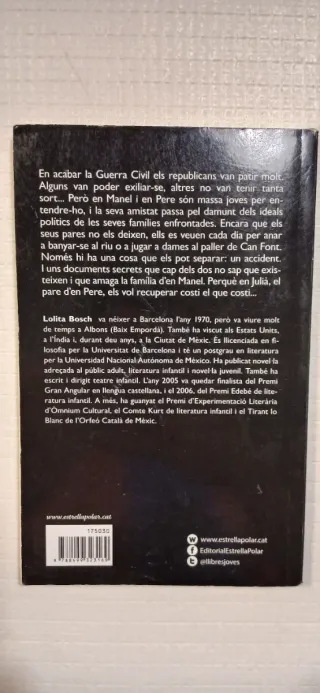 En acabar la Guerra Civil els republicans van patir molt.
Alguns van poder exiliar-se, altres no van tenir tanta
sort... Però en Manel i en Pere són massa joves per en-
tendre-ho, i la seva amistat passa pel damunt dels ideals
polítics de les seves famílies enfrontades. Encara que els
seus pares no els deixen, ells es veuen cada dia per anar
a banyar-se al riu o a jugar a dames al paller de Can Font.
Només hi ha una cosa que els pot separar: un accident.
I uns documents secrets que cap dels dos no sap que exis-
teixen i que amaga la família d'en Manel. Perquè en Julià, el
pare d'en Pere, els vol recuperar costi el que costi...
Lolita Bosch va néixer a Barcelona l'any 1970, però va viure molt
de temps a Albons (Baix Empordà). També ha viscut als Estats Units,
a l'Índia i, durant deu anys, a la Ciutat de Mèxic. És llicenciada en fi-
losofia per la Universitat de Barcelona i té un postgrau en literatura
per la Universidad Nacional Autónoma de México. Ha publicat novel·la
adreçada al públic adult, literatura infantil i novel·la juvenil. També ha
escrit i dirigit teatre infantil. L'any 2005 va quedar finalista del Premi
Gran Angular en llengua castellana, i el 2006, del Premi Edebé de lite-
ratura infantil. A més, ha guanyat el Premi d'Experimentació Literària
d'Òmnium Cultural, el Comte Kurt de literatura infantil i el Tirant lo
Blanc de l'Orfeó Català de Mèxic.
www.estrellapolar.cat
175030
www.estrellapolar.cat
EditorialEstrellaPolar
@llibresjoves